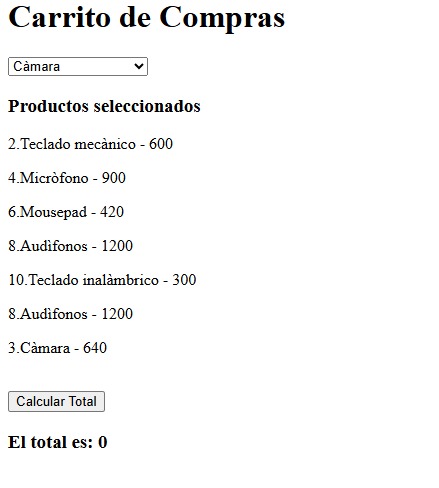 Carrito de Compras
Càmara
Productos seleccionados
2.Teclado mecànico - 600
4.Micròfono - 900
6.Mousepad - 420
8.Audìfonos - 1200
10.Teclado inalàmbrico - 300
8.Audìfonos - 1200
3.Càmara - 640
Calcular Total
El total es: 0